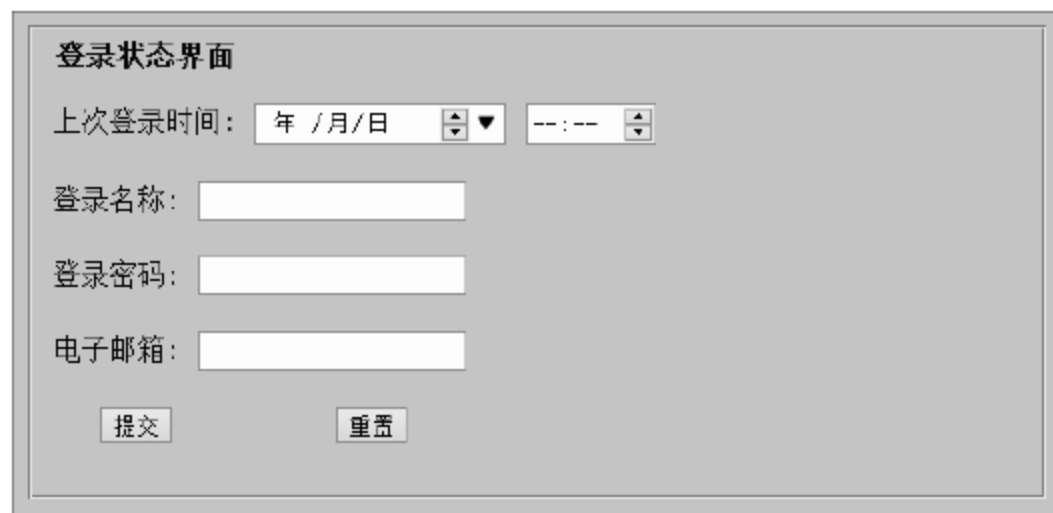 登录状态界面
上次登录时间: 年 /月/日 --:--
登录名称:
登录密码:
电子邮箱:
提交 重置